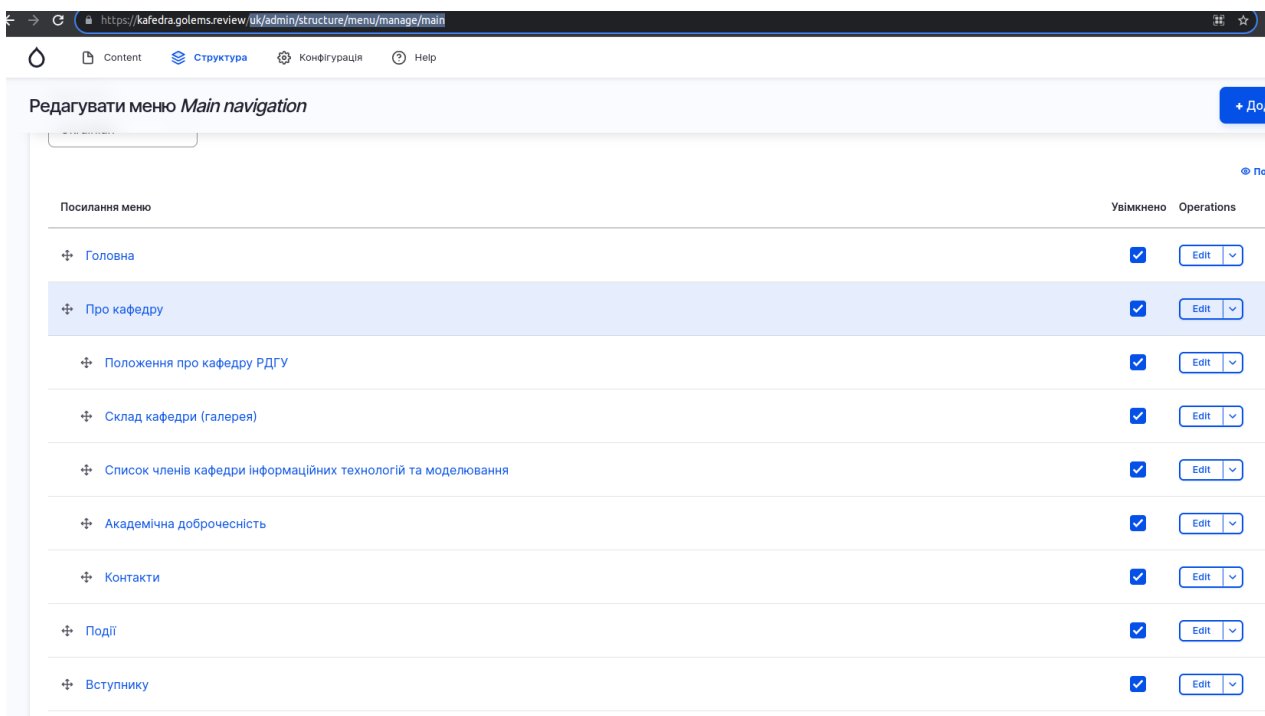 https://kafedra.golems.review/uk/admin/structure/menu/manage/main
Content Структура Конфігурація Help
Редагувати меню Main navigation
+ До
Посилання меню Увімкнено Operations
Головна Edit
Про кафедру Edit
Положення про кафедру РДГУ Edit
Склад кафедри (галерея) Edit
Список членів кафедри інформаційних технологій та моделювання Edit
Академічна доброчесність Edit
Контакти Edit
Події Edit
Вступнику Edit